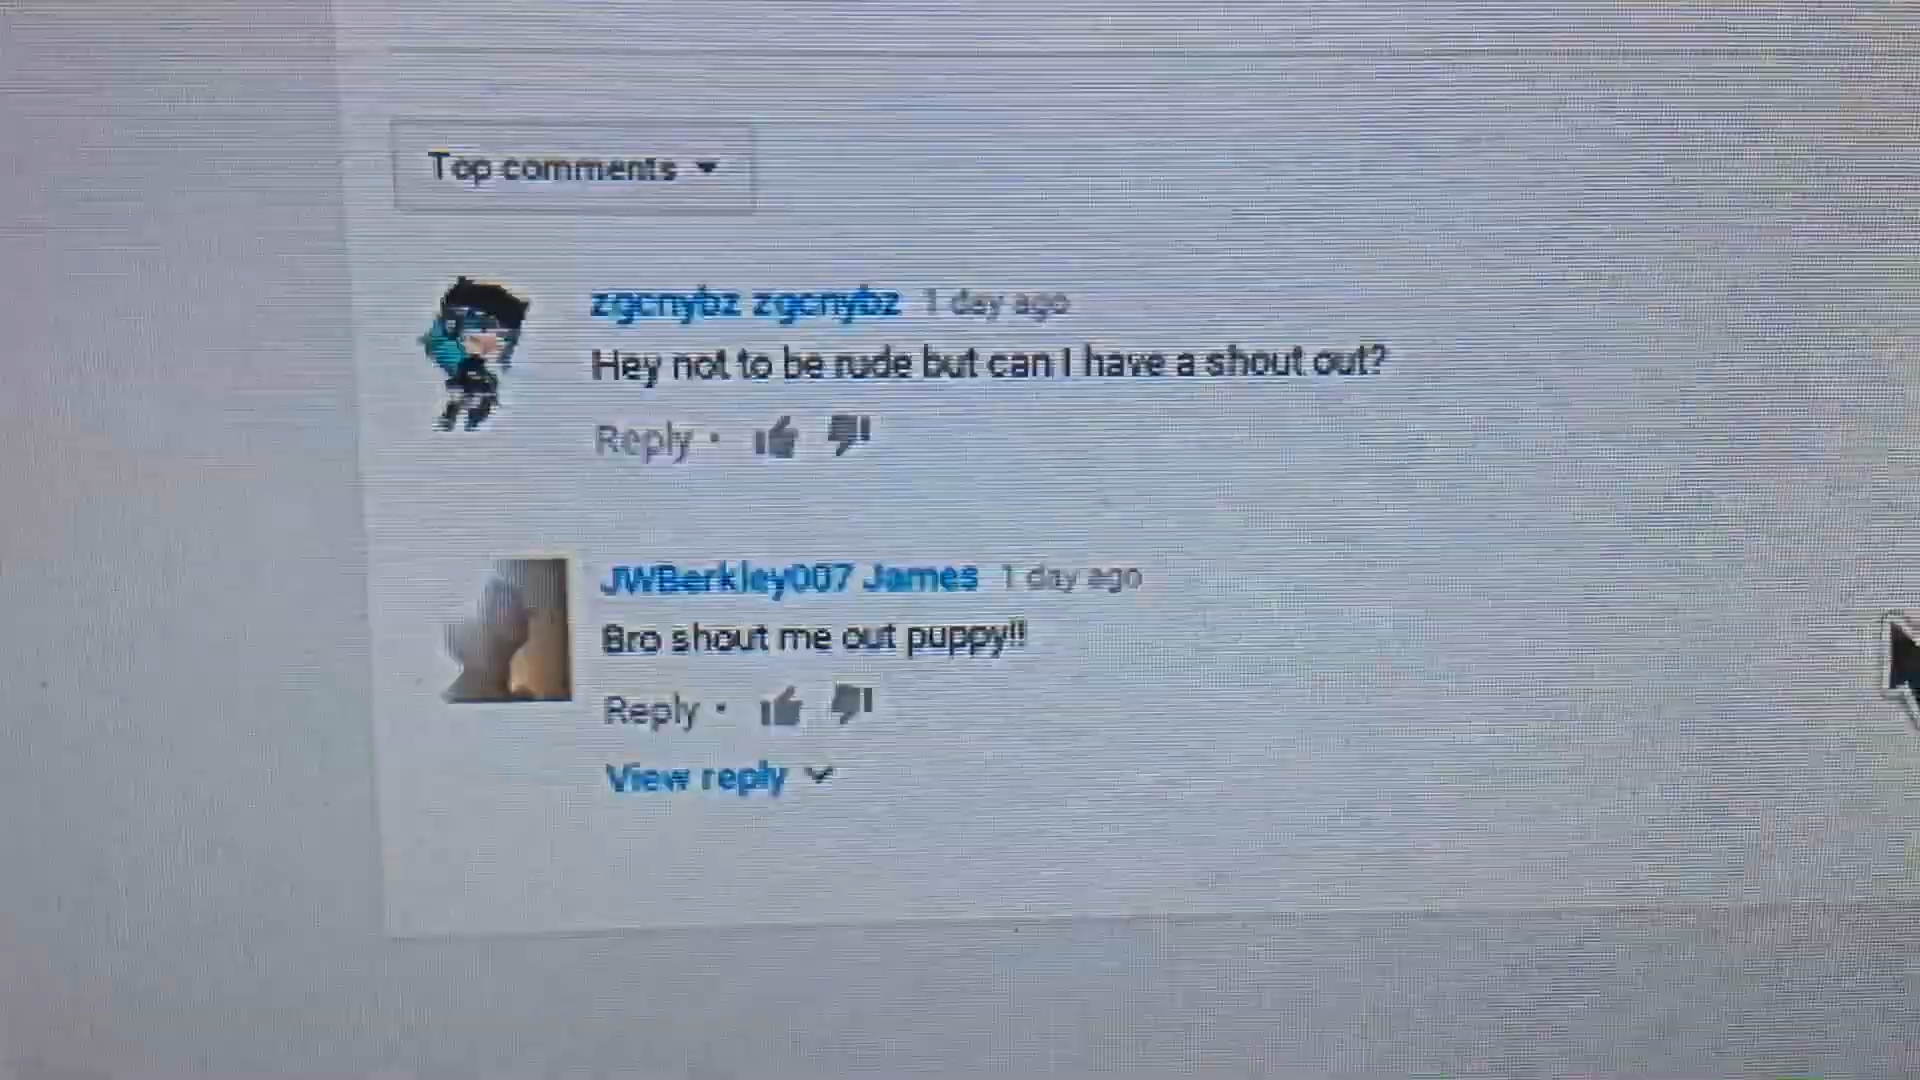 Top comments
zgcnybz zgcnybz 1 day ago
Hey not to be rude but can I have a shout out?
Reply •
JWBerkley007 James 1 day ago
Bro shout me out puppy!!
Reply •
View reply